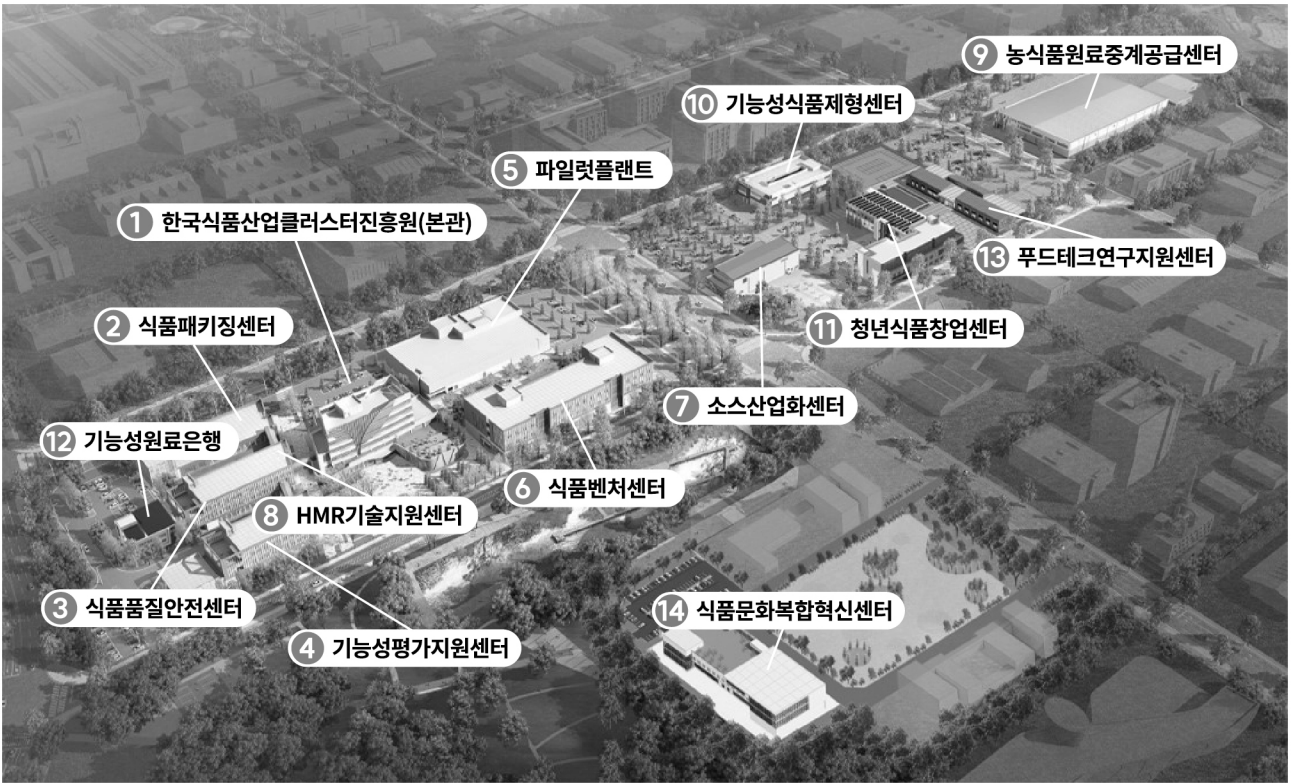 ⑨ 농식품원료중계공급센터
⑩ 기능성식품제형센터
⑤ 파일럿플랜트
① 한국식품산업클러스터진흥원(본관)
⑬ 푸드테크연구지원센터
② 식품패키징센터
⑪ 청년식품창업센터
⑦ 소스산업화센터
⑫ 기능성원료은행
⑥ 식품벤처센터
⑧ HMR기술지원센터
③ 식품품질안전센터
⑭ 식품문화복합혁신센터
④ 기능성평가지원센터